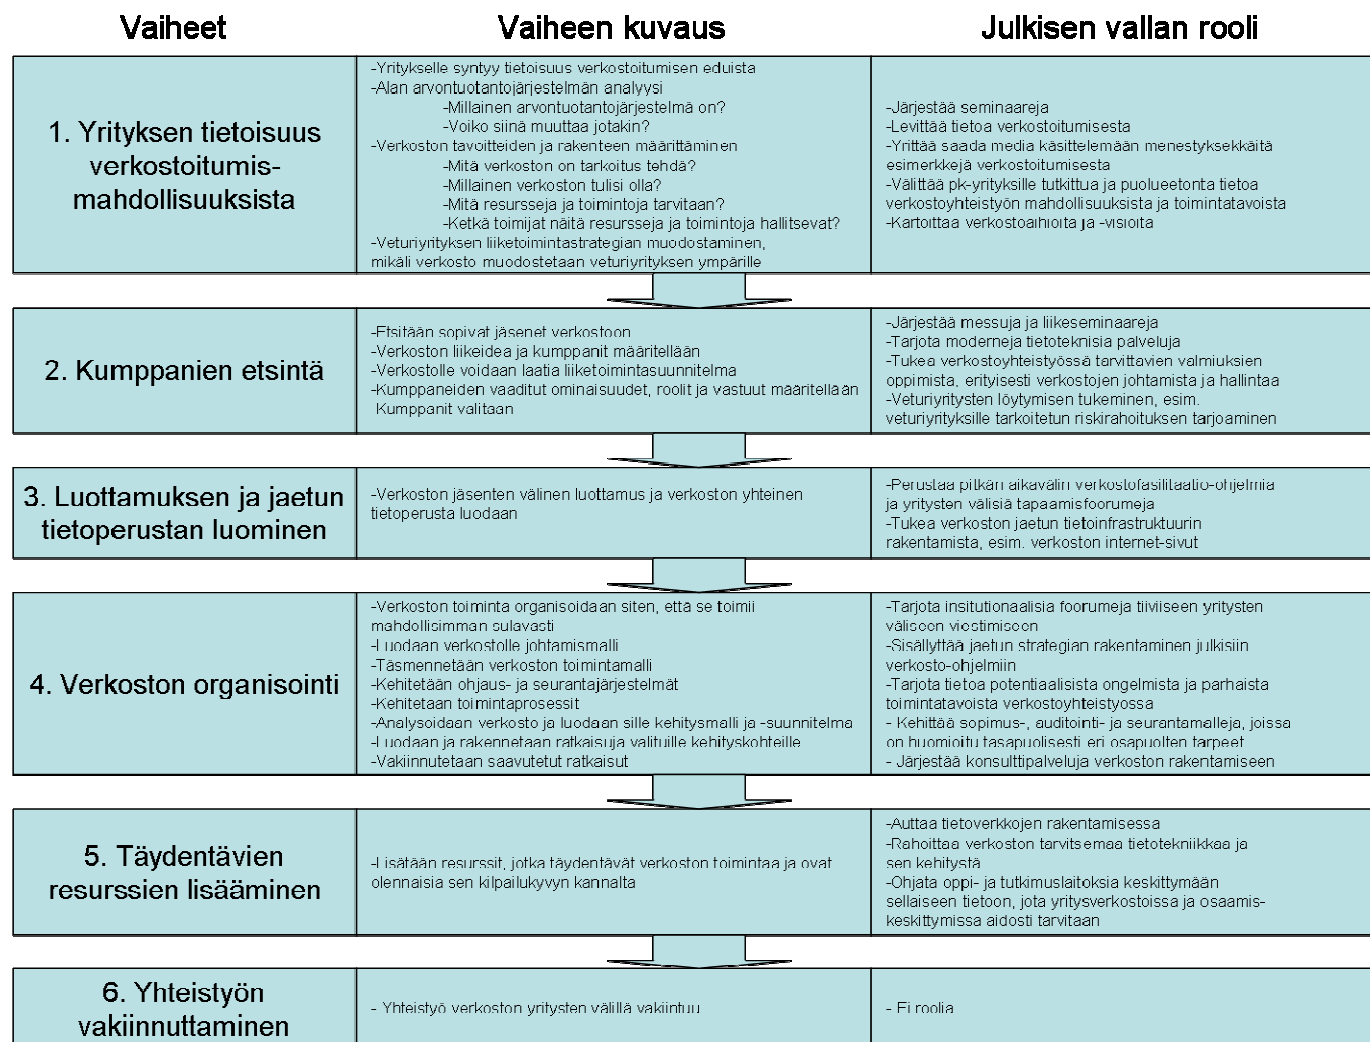 Vaiheet
Vaiheen kuvaus
Julkisen vallan rooli
1. Yrityksen tietoisuus
verkostoitumis-
mahdollisuuksista
-Yritykselle syntyy tietoisuus verkostoitumisen eduista
-Alan arvontuotantojärjestelmän analyysi
-Millainen arvontuotantojärjestelmä on?
-Voiko siinä muuttaa jotakin?
-Verkoston tavoitteiden ja rakenteen määrittäminen
-Mitä verkoston on tarkoitus tehdä?
-Millainen verkoston tulisi olla?
-Mitä resursseja ja toimintoja tarvitaan?
-Ketkä toimijat näitä resursseja ja toimintoja hallitsevat?
-Veturiyrityksen liiketoimintastrategian muodostaminen,
mikäli verkosto muodostetaan veturiyrityksen ympärille
-Järjestää seminaareja
-Levittää tietoa verkostoitumisesta
-Yrittää saada media käsittelemään menestyksekkäitä
esimerkkejä verkostoitumisesta
-Välittää pk-yrityksille tutkittua ja puolueetonta tietoa
verkostoyhteistyön mahdollisuuksista ja toimintatavoista
-Kartoittaa verkostoaihioita ja -visioita
2. Kumppanien etsintä
-Etsitään sopivat jäsenet verkostoon
-Verkoston liikeidea ja kumppanit määritellään
-Verkostolle voidaan laatia liiketoimintasuunnitelma
-Kumppaneiden vaaditut ominaisuudet, roolit ja vastuut määritellään
Kumppanit valitaan
-Järjestää messuja ja liikeseminaareja
-Tarjota moderneja tietoteknisia palveluja
-Tukea verkostoyhteistyössä tarvittavien valmiuksien
oppimista, erityisesti verkostojen johtamista ja hallintaa
-Veturiyritysten löytymisen tukeminen, esim.
veturiyrityksille tarkoitetun riskirahoituksen tarjoaminen
3. Luottamuksen ja jaetun
tietoperustan luominen
-Verkoston jäsenten välinen luottamus ja verkoston yhteinen
tietoperusta luodaan
-Perustaa pitkän aikavälin verkostofasilitaatio-ohjelmia
ja yritysten välisiä tapaamisfoorumeja
-Tukea verkoston jaetun tietoinfrastruktuurin
rakentamista, esim. verkoston internet-sivut
4. Verkoston organisointi
-Verkoston toiminta organisoidaan siten, että se toimii
mahdollisimman sulavasti
-Luodaan verkostolle johtamismalli
-Täsmennetään verkoston toimintamalli
-Kehitetään ohjaus- ja seurantajärjestelmät
-Kehitetaan toimintaprosessit
-Analysoidaan verkosto ja luodaan sille kehitysmalli ja -suunnitelma
-Luodaan ja rakennetaan ratkaisuja valituille kehityskohteille
-Vakiinnutetaan saavutetut ratkaisut
-Tarjota insitutionaalisia foorumeja tiiviiseen yritysten
väliseen viestimiseen
-Sisällyttää jaetun strategian rakentaminen julkisiin
verkosto-ohjelmiin
-Tarjota tietoa potentiaalisista ongelmista ja parhaista
toimintatavoista verkostoyhteistyossa
- Kehittää sopimus-, auditointi- ja seurantamalleja, joissa
on huomioitu tasapuolisesti eri osapuolten tarpeet
- Järjestää konsulttipalveluja verkoston rakentamiseen
5. Täydentävien
resurssien lisääminen
-Lisätään resurssit, jotka täydentävät verkoston toimintaa ja ovat
olennaisia sen kilpailukyvyn kannalta
-Auttaa tietoverkkojen rakentamisessa
-Rahoittaa verkoston tarvitsemaa tietotekniikkaa ja
sen kehitystä
-Ohjata oppi- ja tutkimuslaitoksia keskittymään
sellaiseen tietoon, jota yritysverkostoissa ja osaamis-
keskittymissa aidosti tarvitaan
6. Yhteistyön
vakiinnuttaminen
- Yhteistyö verkoston yritysten välillä vakiintuu
- Ei roolia